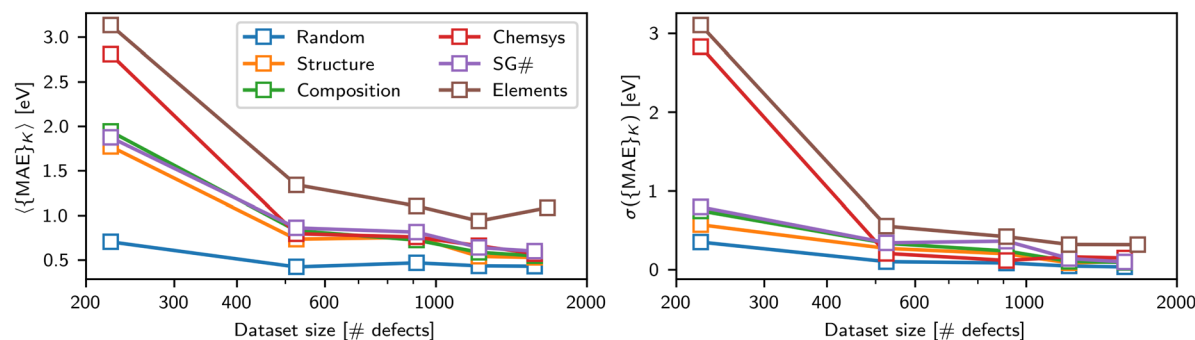 ⟨{MAE}_K⟩ [eV]
3.0
2.5
2.0
1.5
1.0
0.5
Random
Structure
Composition
Chemsys
SG#
Elements
200
300
400
600
1000
2000
Dataset size [# defects]
σ({MAE}_K) [eV]
3
2
1
0
200
300
400
600
1000
2000
Dataset size [# defects]